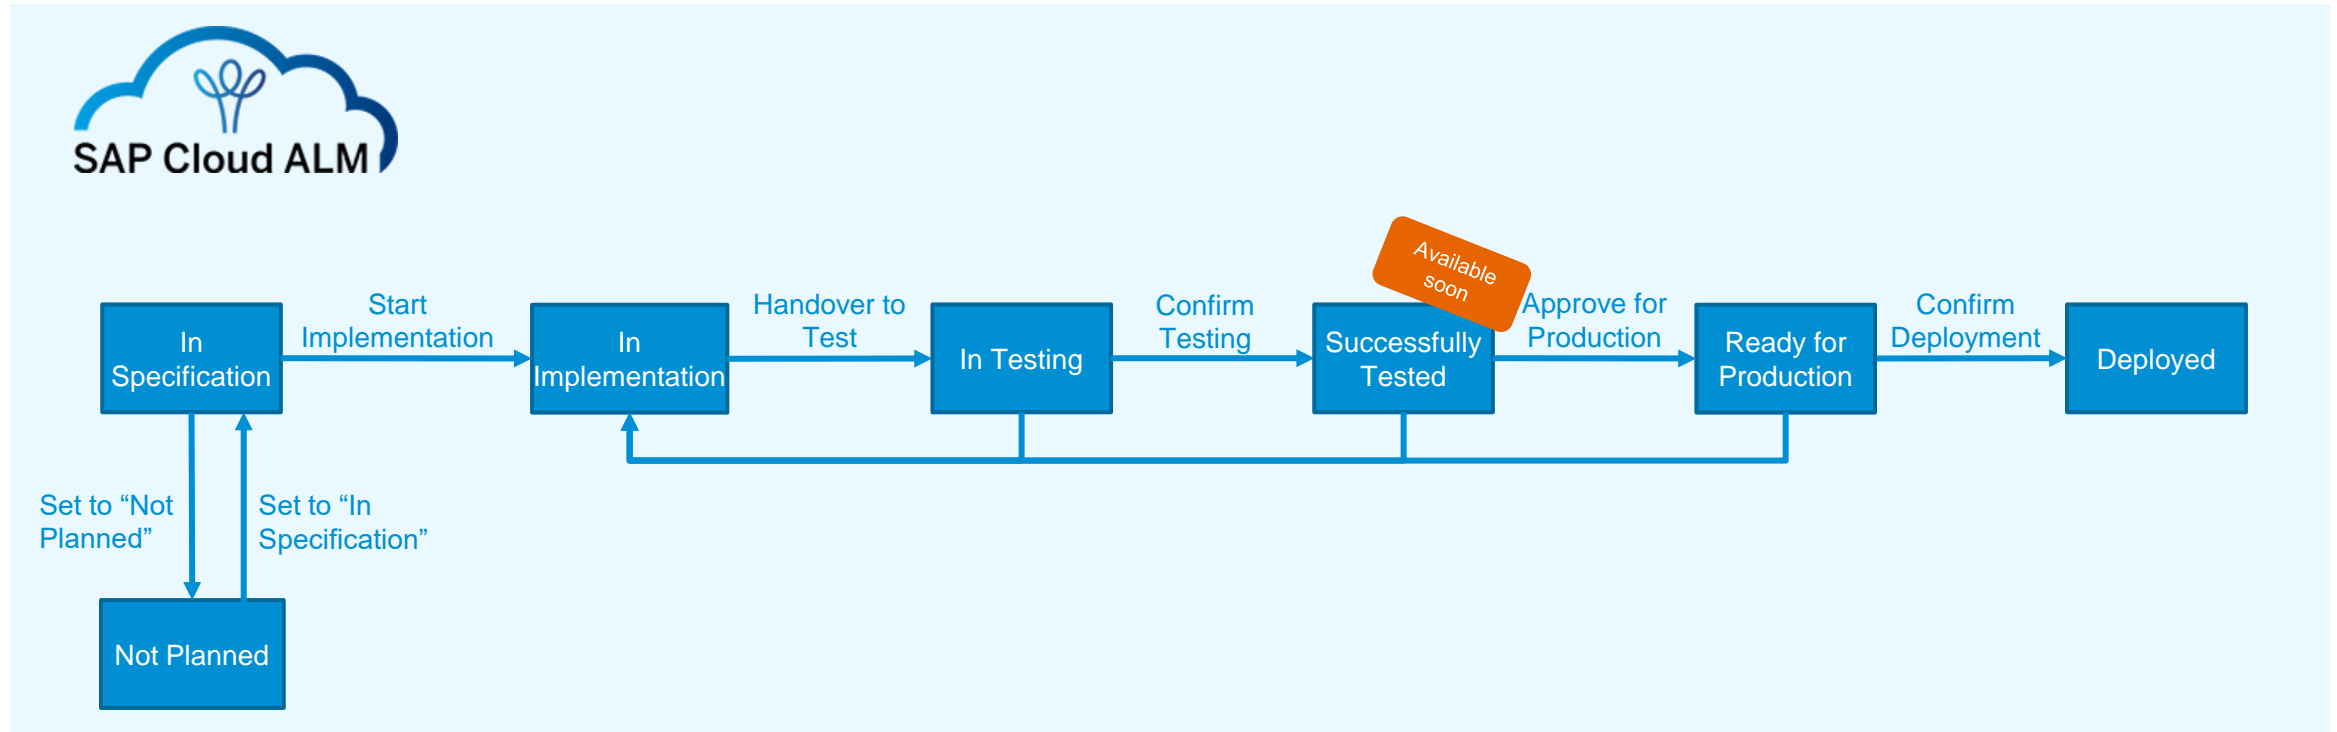 SAP Cloud ALM
Available
soon
Start
Implementation
Handover to
Test
Confirm
Testing
Approve for
Production
Confirm
Deployment
In
Specification
In
Implementation
In Testing
Successfully
Tested
Ready for
Production
Deployed
Set to “Not
Planned”
Set to “In
Specification”
Not Planned